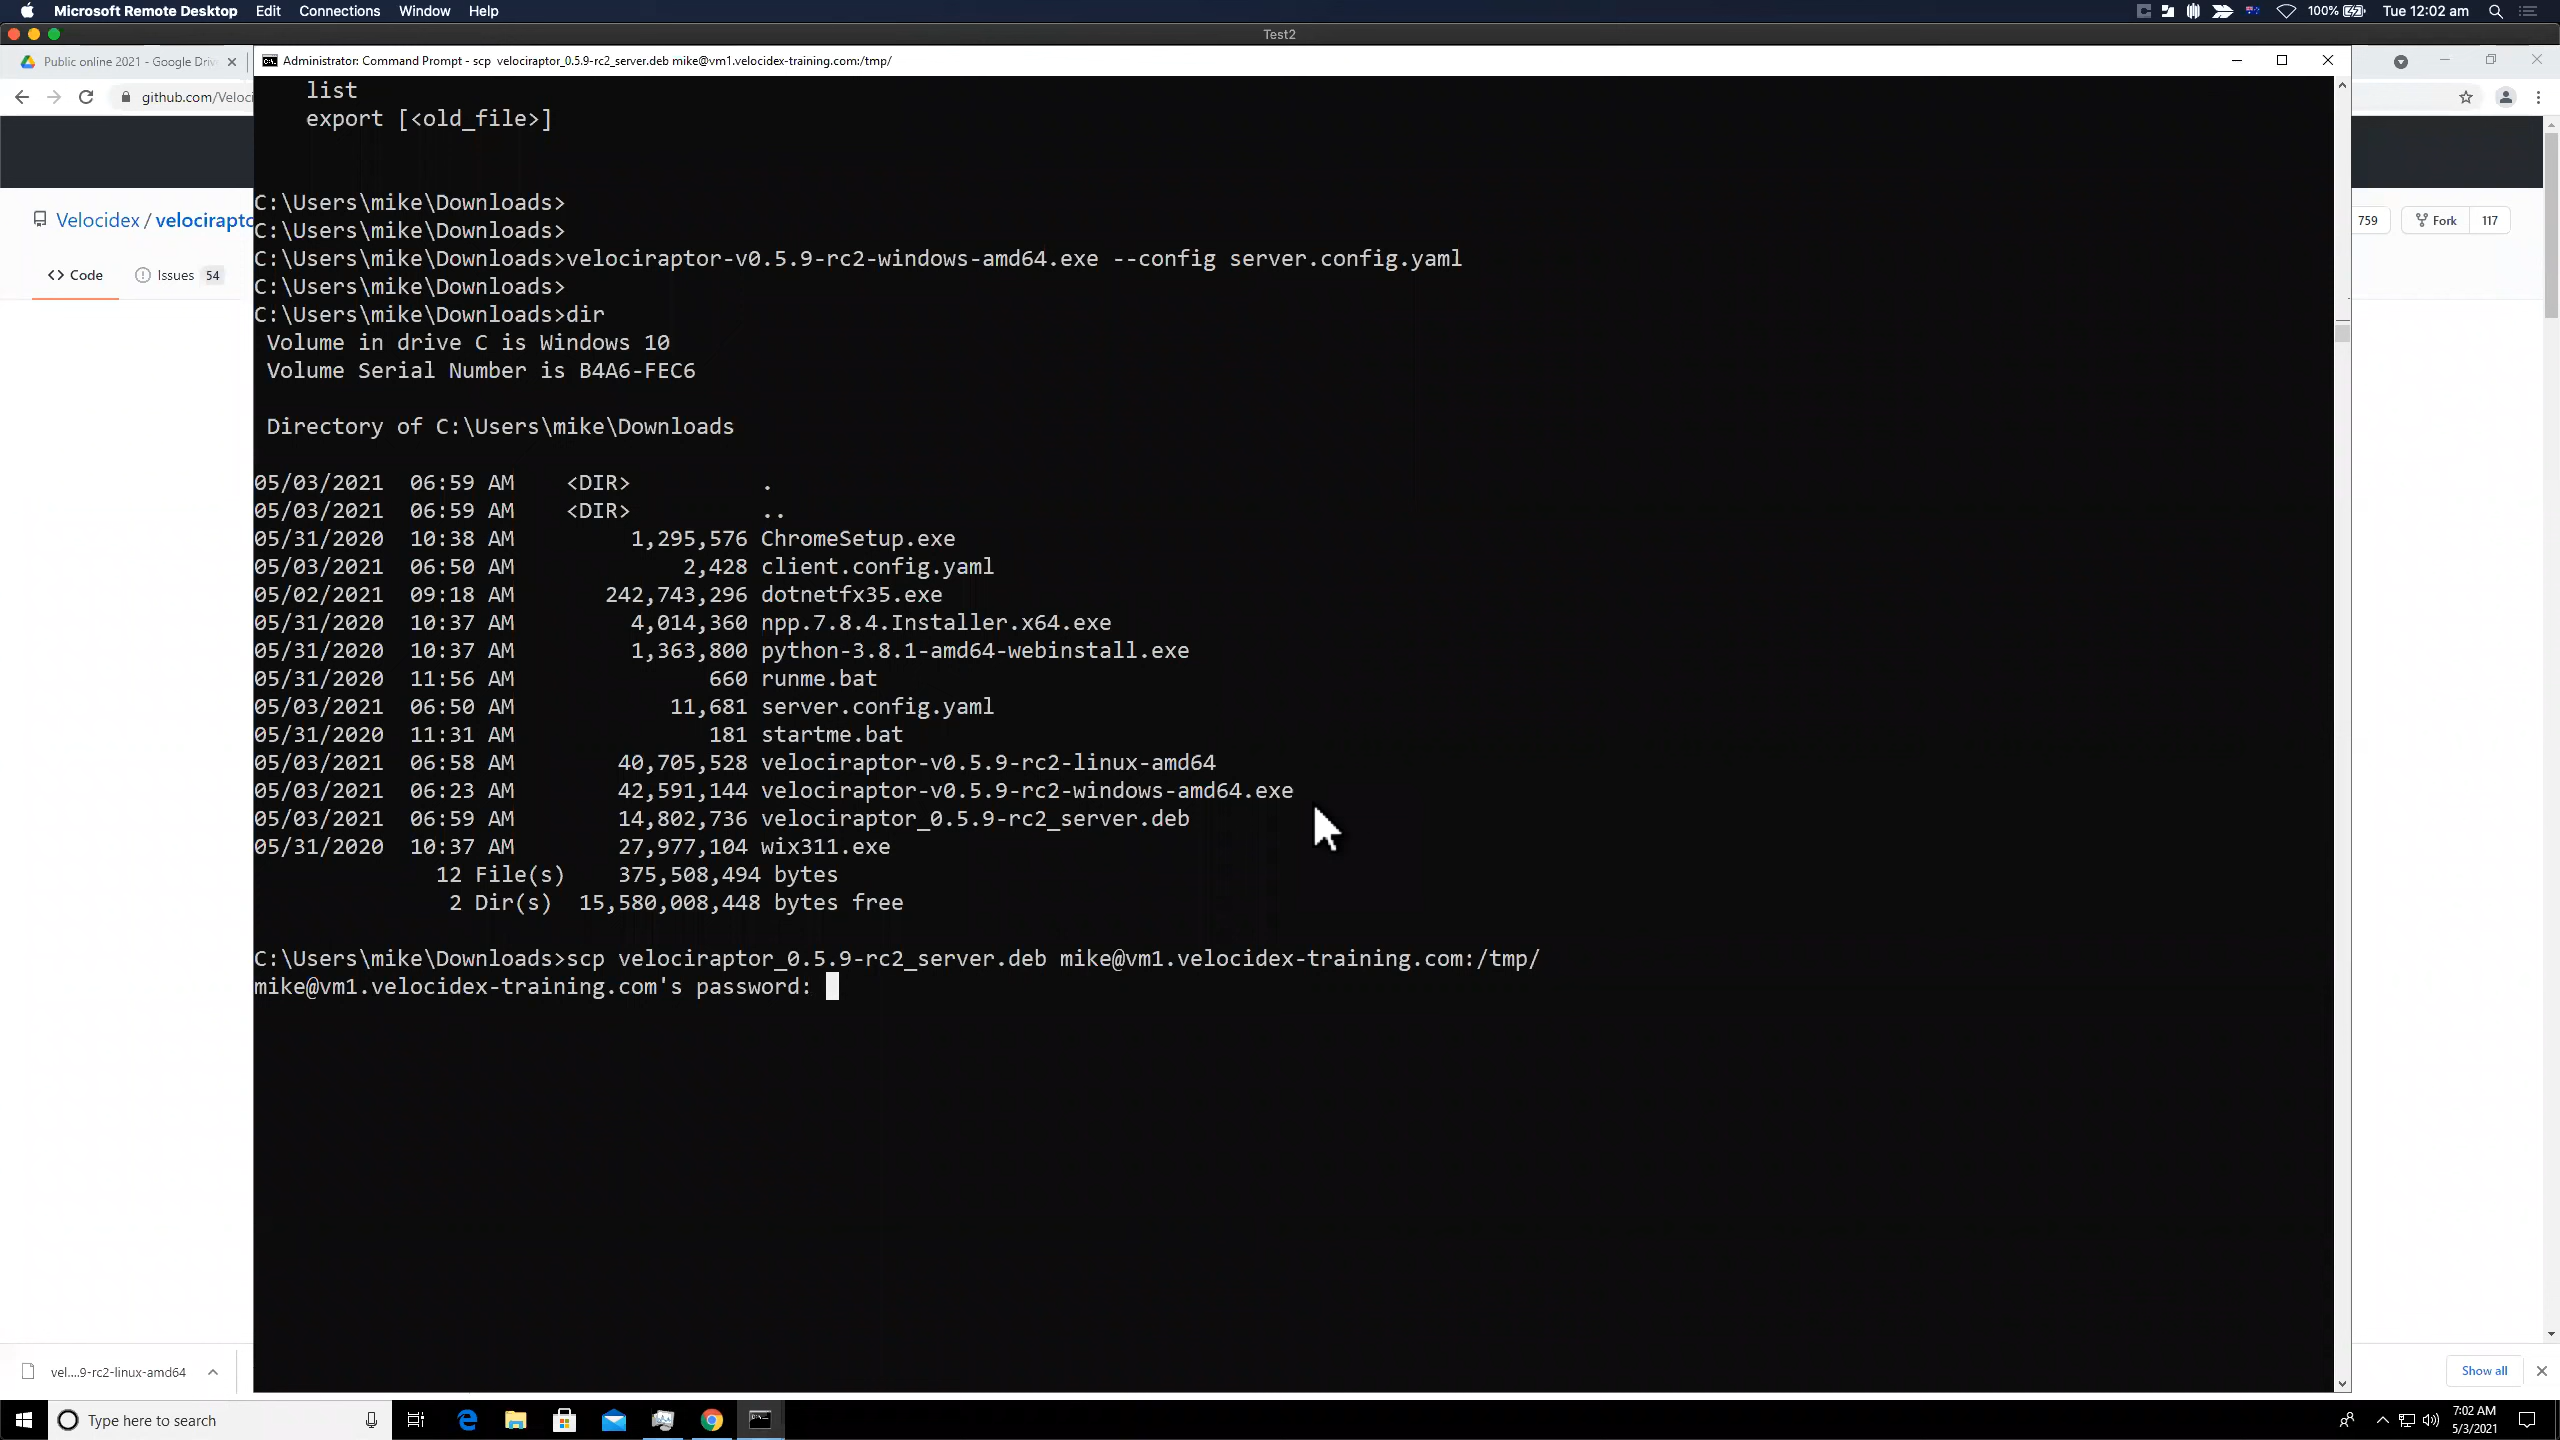 Microsoft Remote Desktop Edit Connections Window Help 100% Tue 12:02 am
Test2
Public online 2021 - Google Driv
Administrator: Command Prompt - scp velociraptor_0.5.9-rc2_server.deb mike@vm1.velocidex-training.com:/tmp/
github.com/Veloci
list
export [<old_file>]
Velocidex / velocirapto
759 Fork 117
<> Code Issues 54
C:\Users\mike\Downloads>
C:\Users\mike\Downloads>
C:\Users\mike\Downloads>velociraptor-v0.5.9-rc2-windows-amd64.exe --config server.config.yaml
C:\Users\mike\Downloads>
C:\Users\mike\Downloads>dir
Volume in drive C is Windows 10
Volume Serial Number is B4A6-FEC6
Directory of C:\Users\mike\Downloads
05/03/2021 06:59 AM <DIR> .
05/03/2021 06:59 AM <DIR> ..
05/31/2020 10:38 AM 1,295,576 ChromeSetup.exe
05/03/2021 06:50 AM 2,428 client.config.yaml
05/02/2021 09:18 AM 242,743,296 dotnetfx35.exe
05/31/2020 10:37 AM 4,014,360 npp.7.8.4.Installer.x64.exe
05/31/2020 10:37 AM 1,363,800 python-3.8.1-amd64-webinstall.exe
05/31/2020 11:56 AM 660 runme.bat
05/03/2021 06:50 AM 11,681 server.config.yaml
05/31/2020 11:31 AM 181 startme.bat
05/03/2021 06:58 AM 40,705,528 velociraptor-v0.5.9-rc2-linux-amd64
05/03/2021 06:23 AM 42,591,144 velociraptor-v0.5.9-rc2-windows-amd64.exe
05/03/2021 06:59 AM 14,802,736 velociraptor_0.5.9-rc2_server.deb
05/31/2020 10:37 AM 27,977,104 wix311.exe
12 File(s) 375,508,494 bytes
2 Dir(s) 15,580,008,448 bytes free
C:\Users\mike\Downloads>scp velociraptor_0.5.9-rc2_server.deb mike@vm1.velocidex-training.com:/tmp/
mike@vm1.velocidex-training.com's password:
vel....9-rc2-linux-amd64
Show all
Type here to search
7:02 AM
5/3/2021